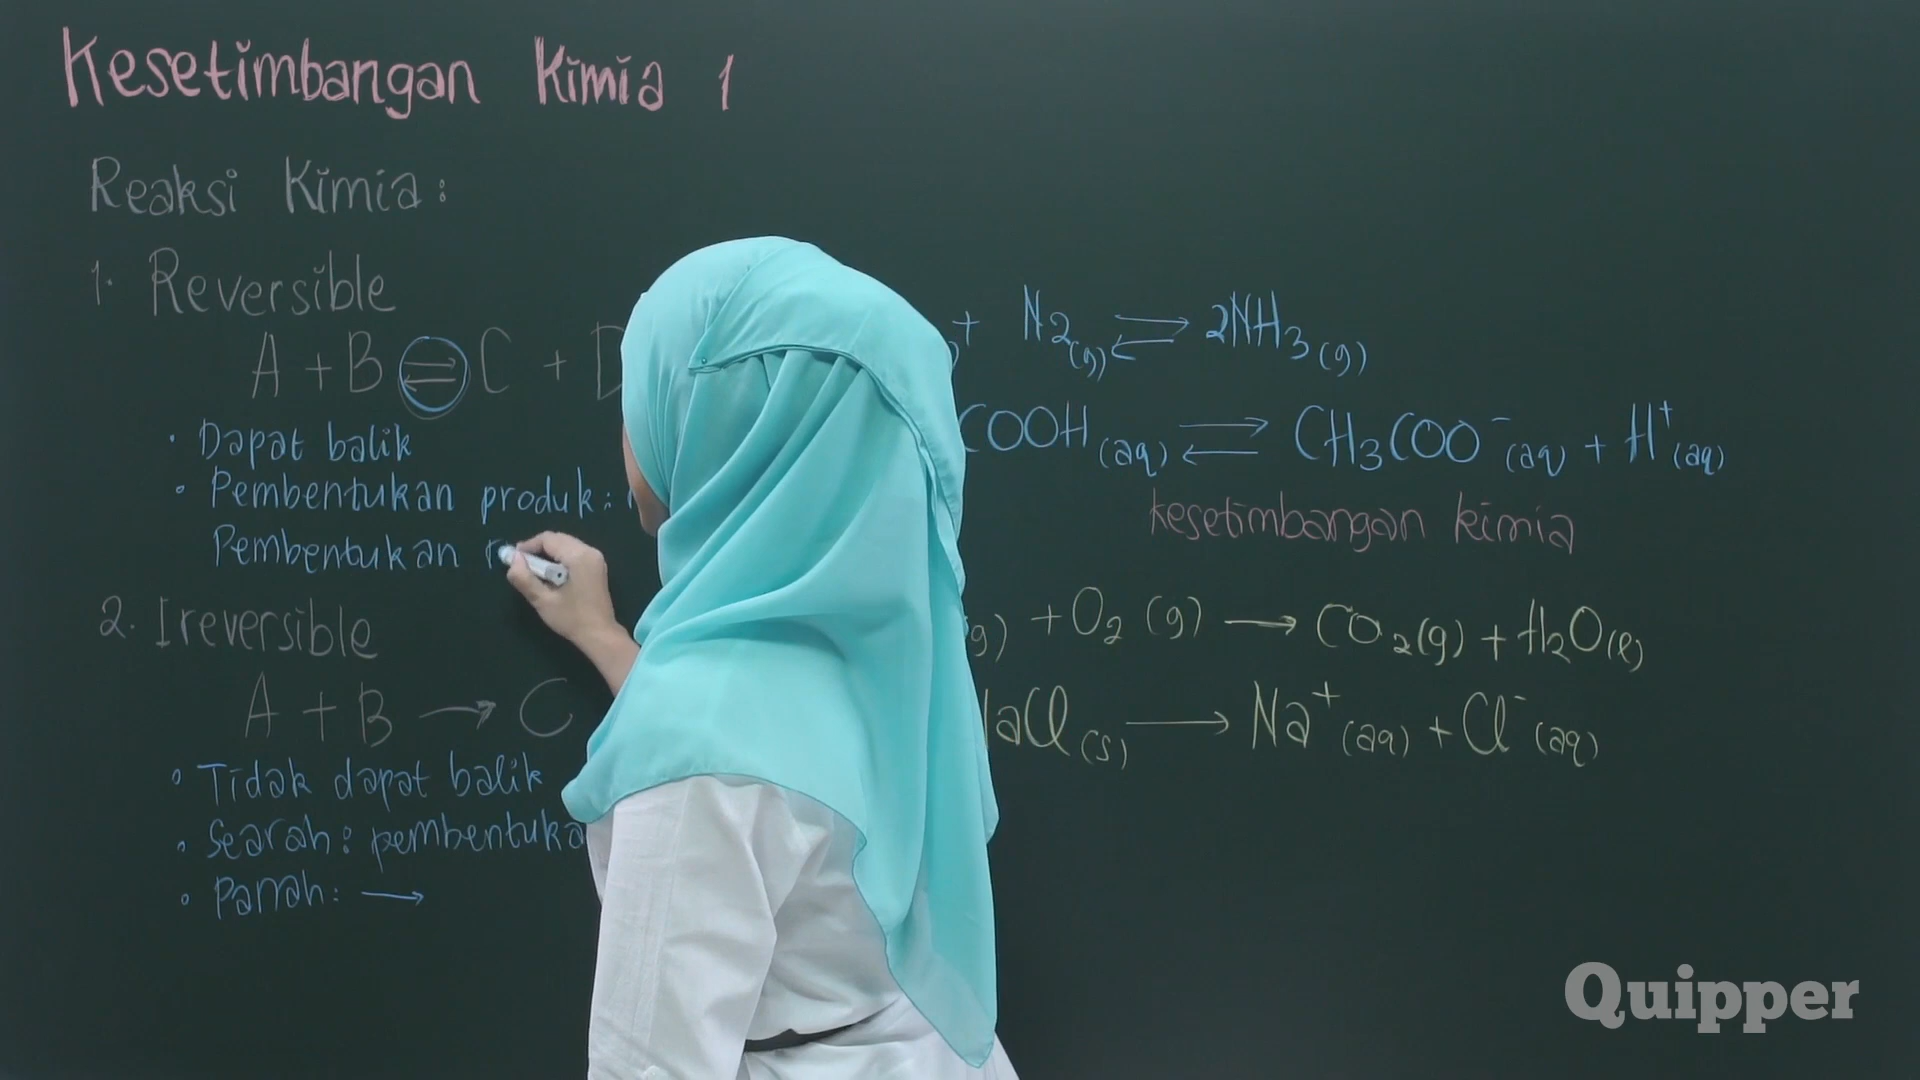 Kesetimbangan Kimia 1
Reaksi Kimia:
1. Reversible
A + B ⇌ C + D
+ N₂(g) ⇌ 2NH₃(g)
• Dapat balik
COOH(aq) ⇌ CH₃COO⁻(aq) + H⁺(aq)
• Pembentukan produk:
kesetimbangan kimia
Pembentukan
2. Ireversible
(g) + O₂ (g) → CO₂(g) + H₂O(l)
A + B → C
NaCl(s) → Na⁺(aq) + Cl⁻(aq)
• Tidak dapat balik
• Searah: pembentuka
• Panah: →
Quipper